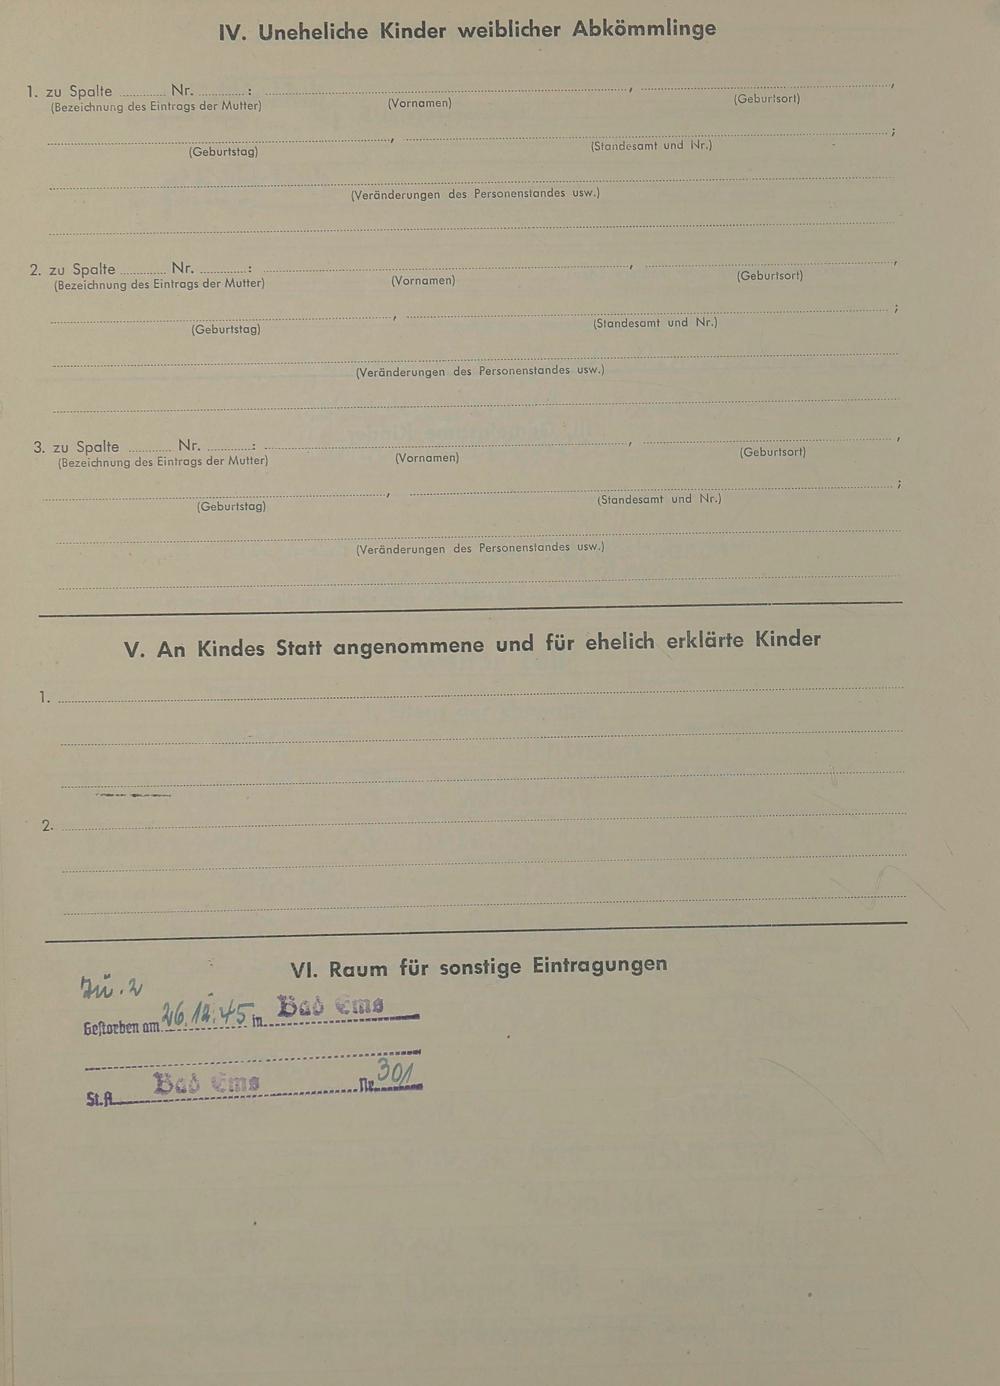 IV. Uneheliche Kinder weiblicher Abkömmlinge
1. zu Spalte ............ Nr. ............ : ............ , ............ ,
(Bezeichnung des Eintrags der Mutter) (Vornamen) (Geburtsort)
............ , ............ ;
(Geburtstag) (Standesamt und Nr.)
(Veränderungen des Personenstandes usw.)
2. zu Spalte ............ Nr. ............ : ............ , ............ ,
(Bezeichnung des Eintrags der Mutter) (Vornamen) (Geburtsort)
............ , ............ ;
(Geburtstag) (Standesamt und Nr.)
(Veränderungen des Personenstandes usw.)
3. zu Spalte ............ Nr. ............ : ............ , ............ ,
(Bezeichnung des Eintrags der Mutter) (Vornamen) (Geburtsort)
............ , ............ ;
(Geburtstag) (Standesamt und Nr.)
(Veränderungen des Personenstandes usw.)
V. An Kindes Statt angenommene und für ehelich erklärte Kinder
1.
2.
VI. Raum für sonstige Eintragungen
Zu. 2
Gestorben am 26.12.45 in Bad Ems
St.A. Bad Ems Nr. 301